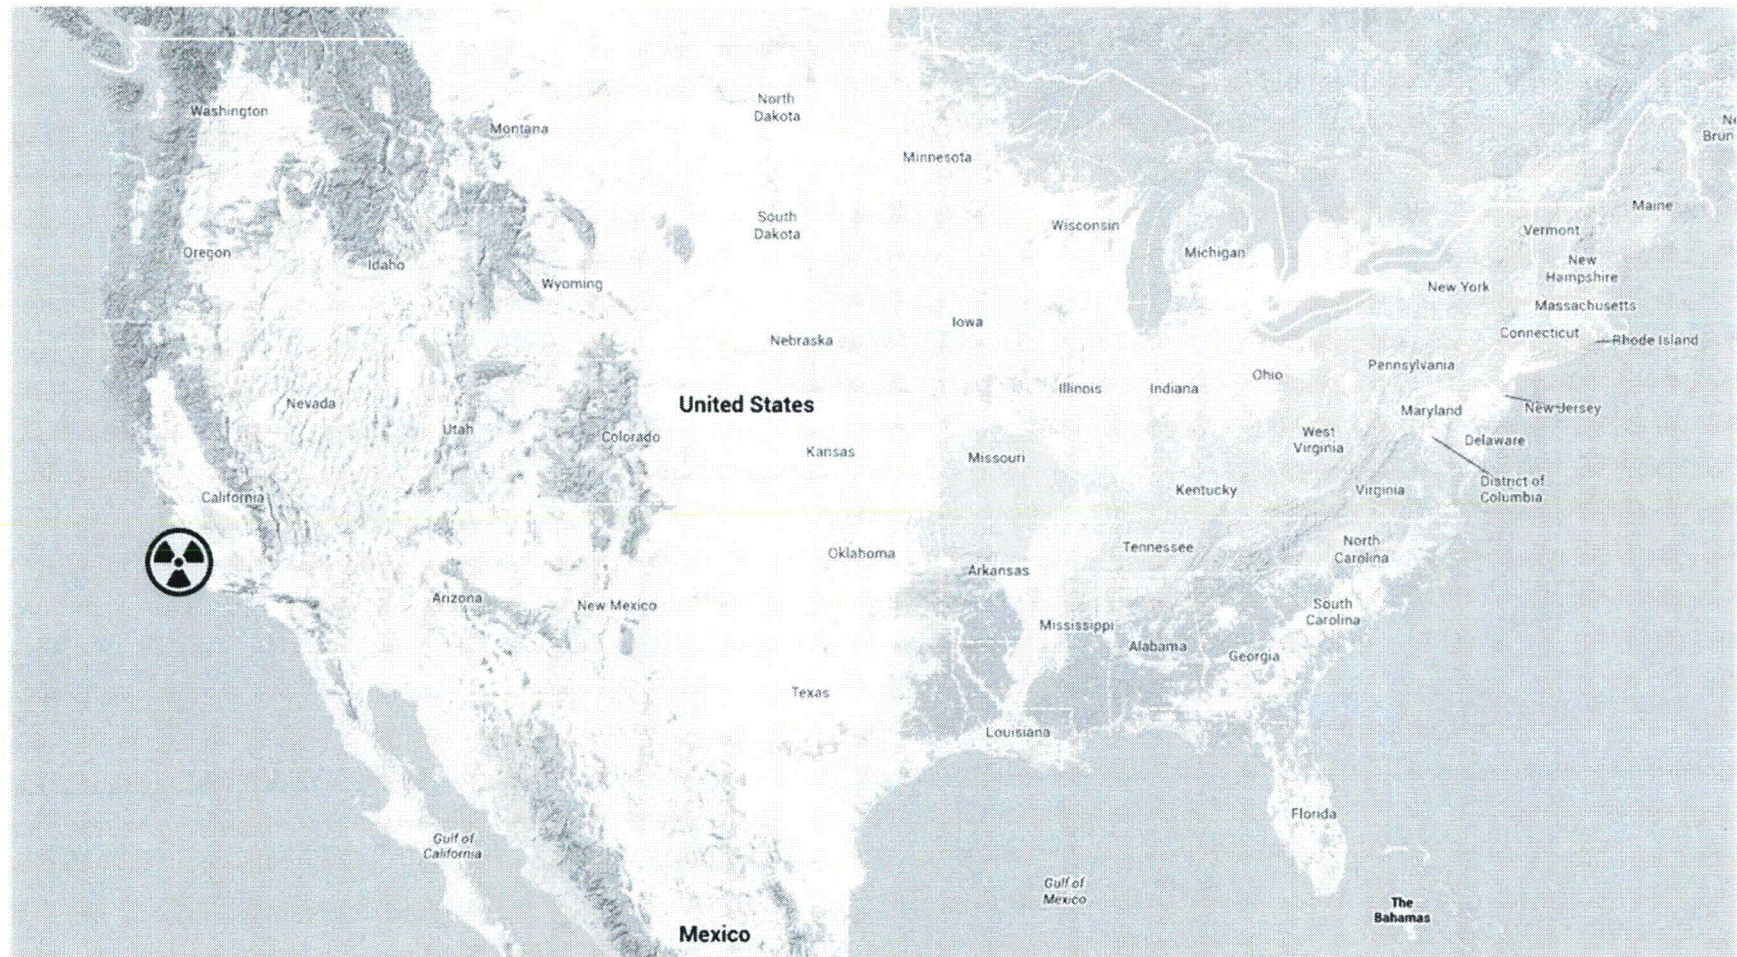 Washington
North
Dakota
Montana
Minnesota
Ne
Brun
Maine
South
Dakota
Wisconsin
Vermont
Michigan
Oregon
Idaho
New
Hampshire
Wyoming
New York
Massachusetts
Iowa
Connecticut
Rhode Island
Nebraska
Pennsylvania
Ohio
Illinois
Indiana
Nevada
United States
Maryland
New Jersey
Utah
Colorado
West
Virginia
Delaware
Kansas
Missouri
District of
Columbia
California
Kentucky
Virginia
Oklahoma
Tennessee
North
Carolina
Arkansas
Arizona
New Mexico
South
Carolina
Mississippi
Alabama
Georgia
Texas
Louisiana
Florida
Gulf of
California
Gulf of
Mexico
The
Bahamas
Mexico